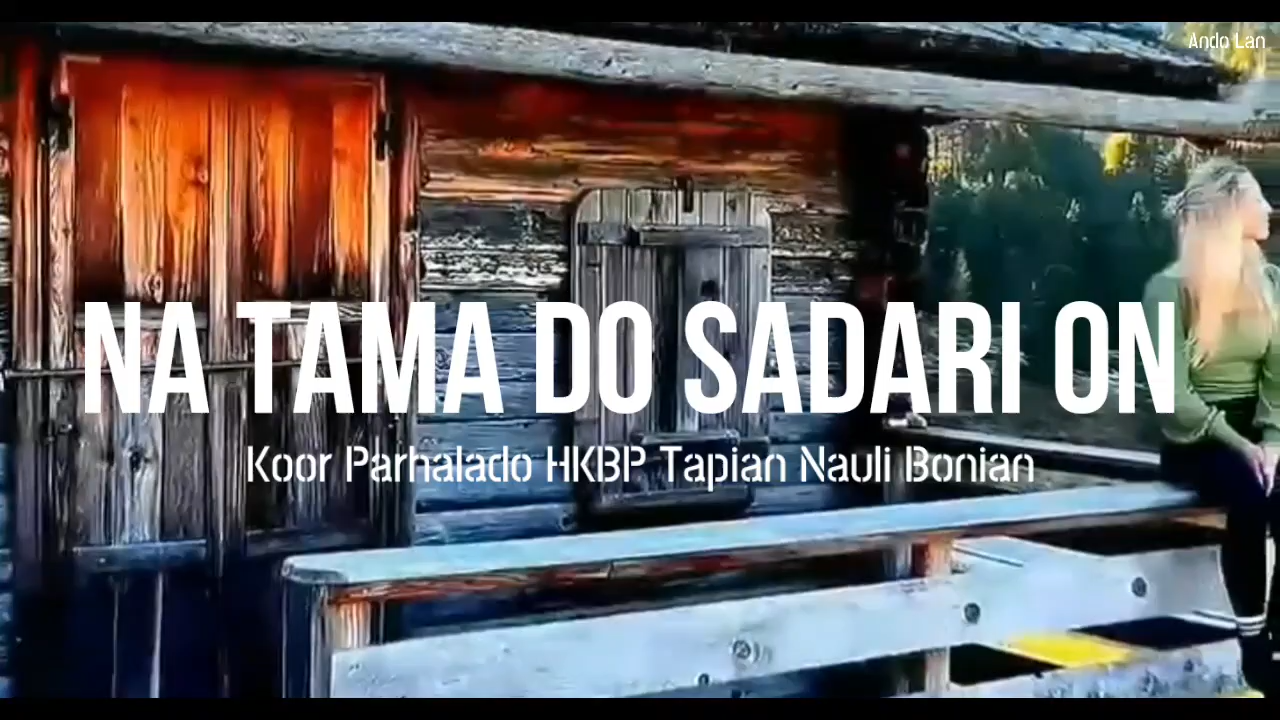 Ando Lan
NA TAMA DO SADARI ON
Koor Parhalado HKBP Tapian Nauli Bonian